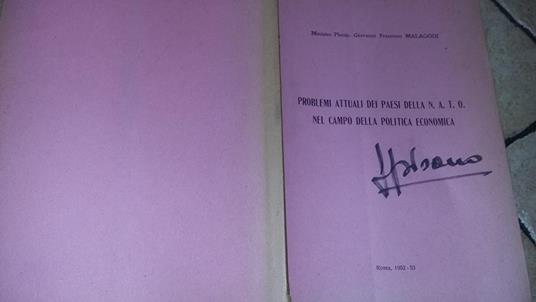 Ministro Plenip. Giovanni Francesco MALAGODI
PROBLEMI ATTUALI DEI PAESI DELLA N. A. T. O.
NEL CAMPO DELLA POLITICA ECONOMICA
ROMA, 1952 - 53